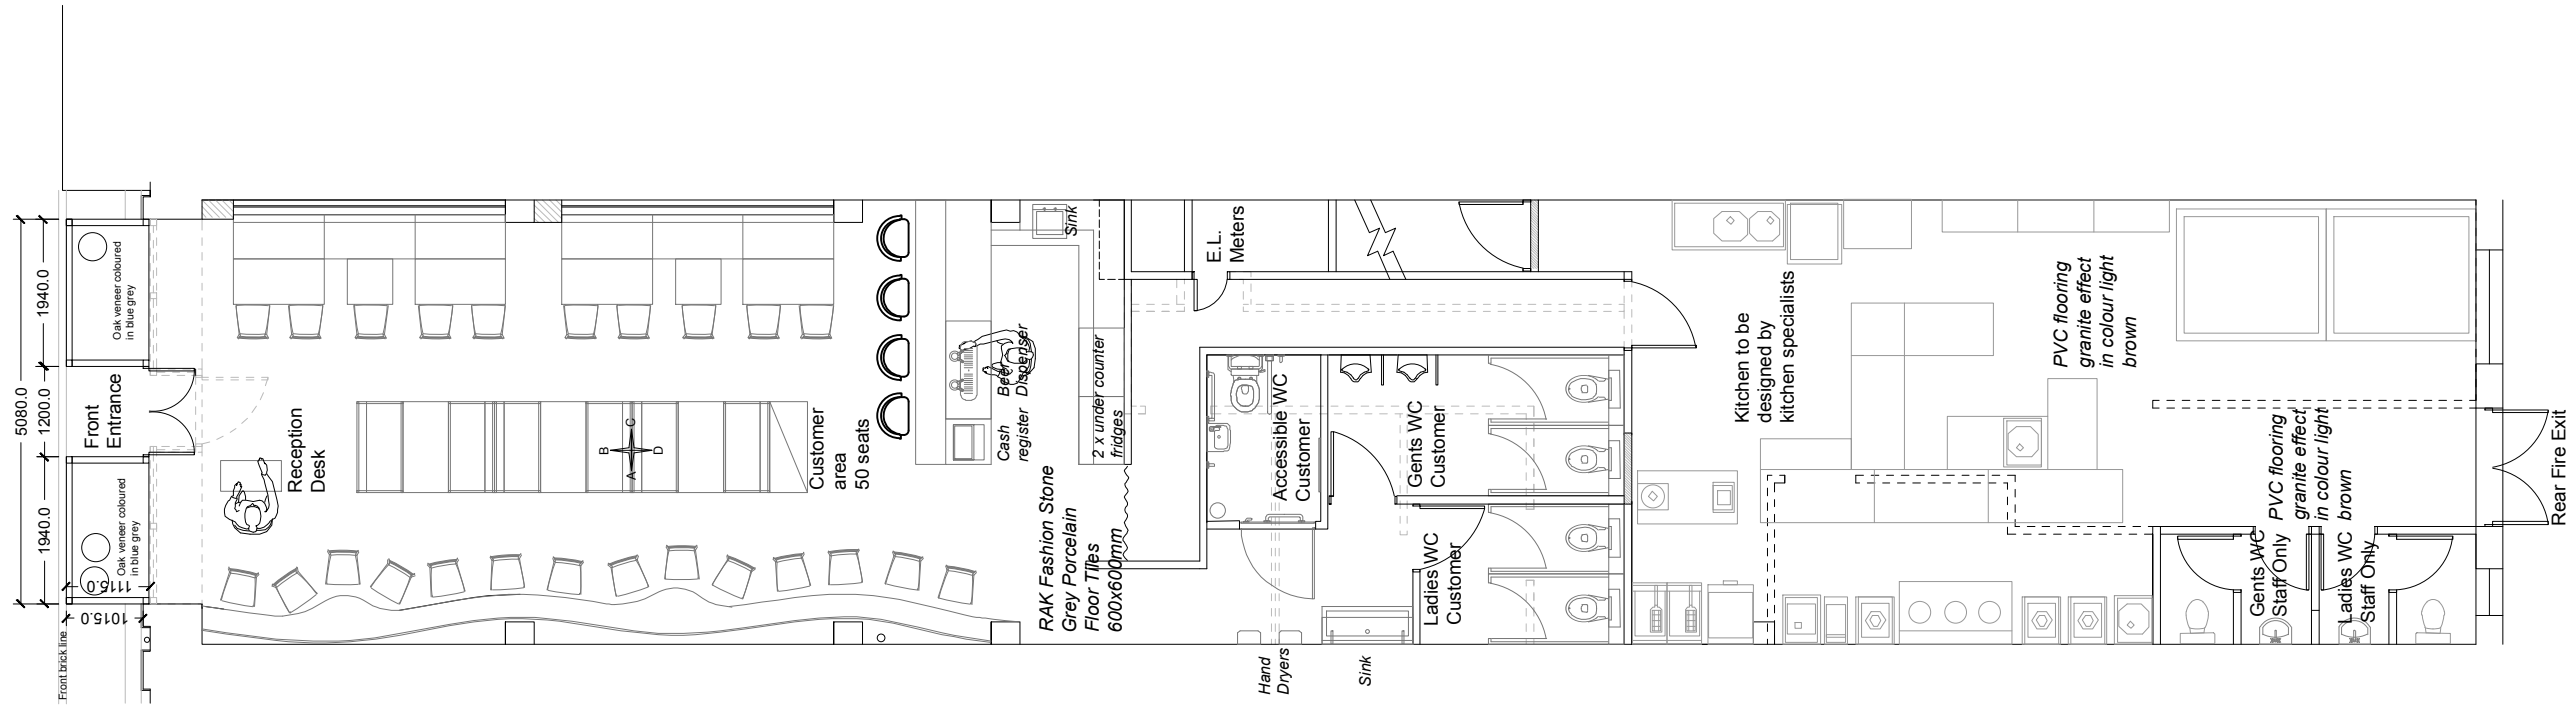 5080.0
1940.0
1200.0
1940.0
Oak veneer coloured
in blue grey
Front
Entrance
Oak veneer coloured
in blue grey
1115.0
1015.0
Front brick line
Reception
Desk
A
B
C
D
Customer
area
50 seats
Cash
register
Beer
Dispenser
Sink
2 x under counter
fridges
RAK Fashion Stone
Grey Porcelain
Floor Tiles
600x600mm
E.L.
Meters
Accessible WC
Customer
Gents WC
Customer
Ladies WC
Customer
Hand
Dryers
Sink
Kitchen to be
designed by
kitchen specialists
PVC flooring
granite effect
in colour light
brown
PVC flooring
granite effect
in colour light
brown
Gents WC
Staff Only
Ladies WC
Staff Only
Rear Fire Exit